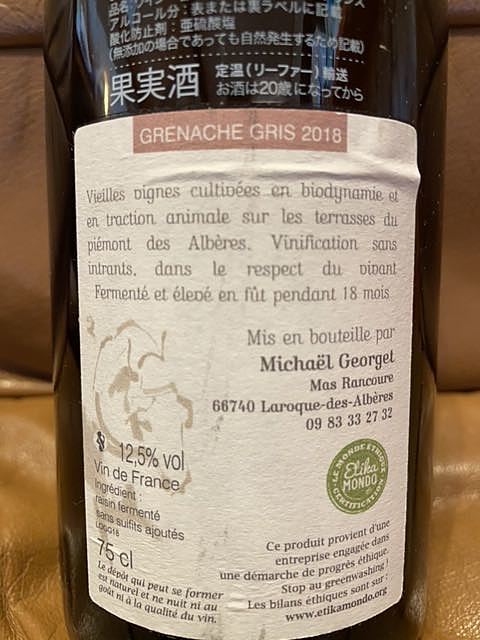 アルコール分：表または裏ラベルに記載
酸化防止剤：亜硫酸塩
（無添加の場合であっても自然発生するため記載）
果実酒 定温（リーファー）輸送
お酒は20歳になってから
GRENACHE GRIS 2018
Vieilles vignes cultivées en biodynamie et
en traction animale sur les terrasses du
piémont des Albères. Vinification sans
intrants, dans le respect du vivant
Fermenté et élevé en fût pendant 18 mois
Mis en bouteille par
Michaël Georget
Mas Rancoure
66740 Laroque-des-Albères
09 83 33 27 32
12,5% vol
Vin de France
Ingrédient :
raisin fermenté
sans sulfits ajoutés
75 cl
Le dépôt qui peut se former
est naturel et ne nuit ni au
goût ni à la qualité du vin.
LE MONDE ETHIQUE
Etika
MONDO
CERTIFICATION
Ce produit provient d'une
entreprise engagée dans
une démarche de progrès éthique.
Stop au greenwashing !
Les bilans éthiques sont sur :
www.etikamondo.org